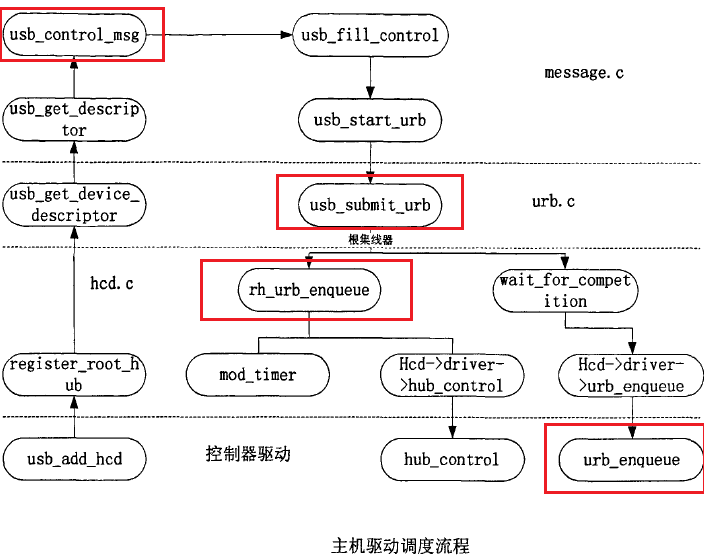 usb_control_msg
usb_fill_control
message.c
usb_get_descrip
tor
usb_start_urb
usb_get_device_
descriptor
usb_submit_urb
urb.c
根集线器
hcd.c
rh_urb_enqueue
wait_for_compet
ition
register_root_h
ub
mod_timer
Hcd->driver-
>hub_control
Hcd->driver-
>urb_enqueue
usb_add_hcd
控制器驱动
hub_control
urb_enqueue
主机驱动调度流程